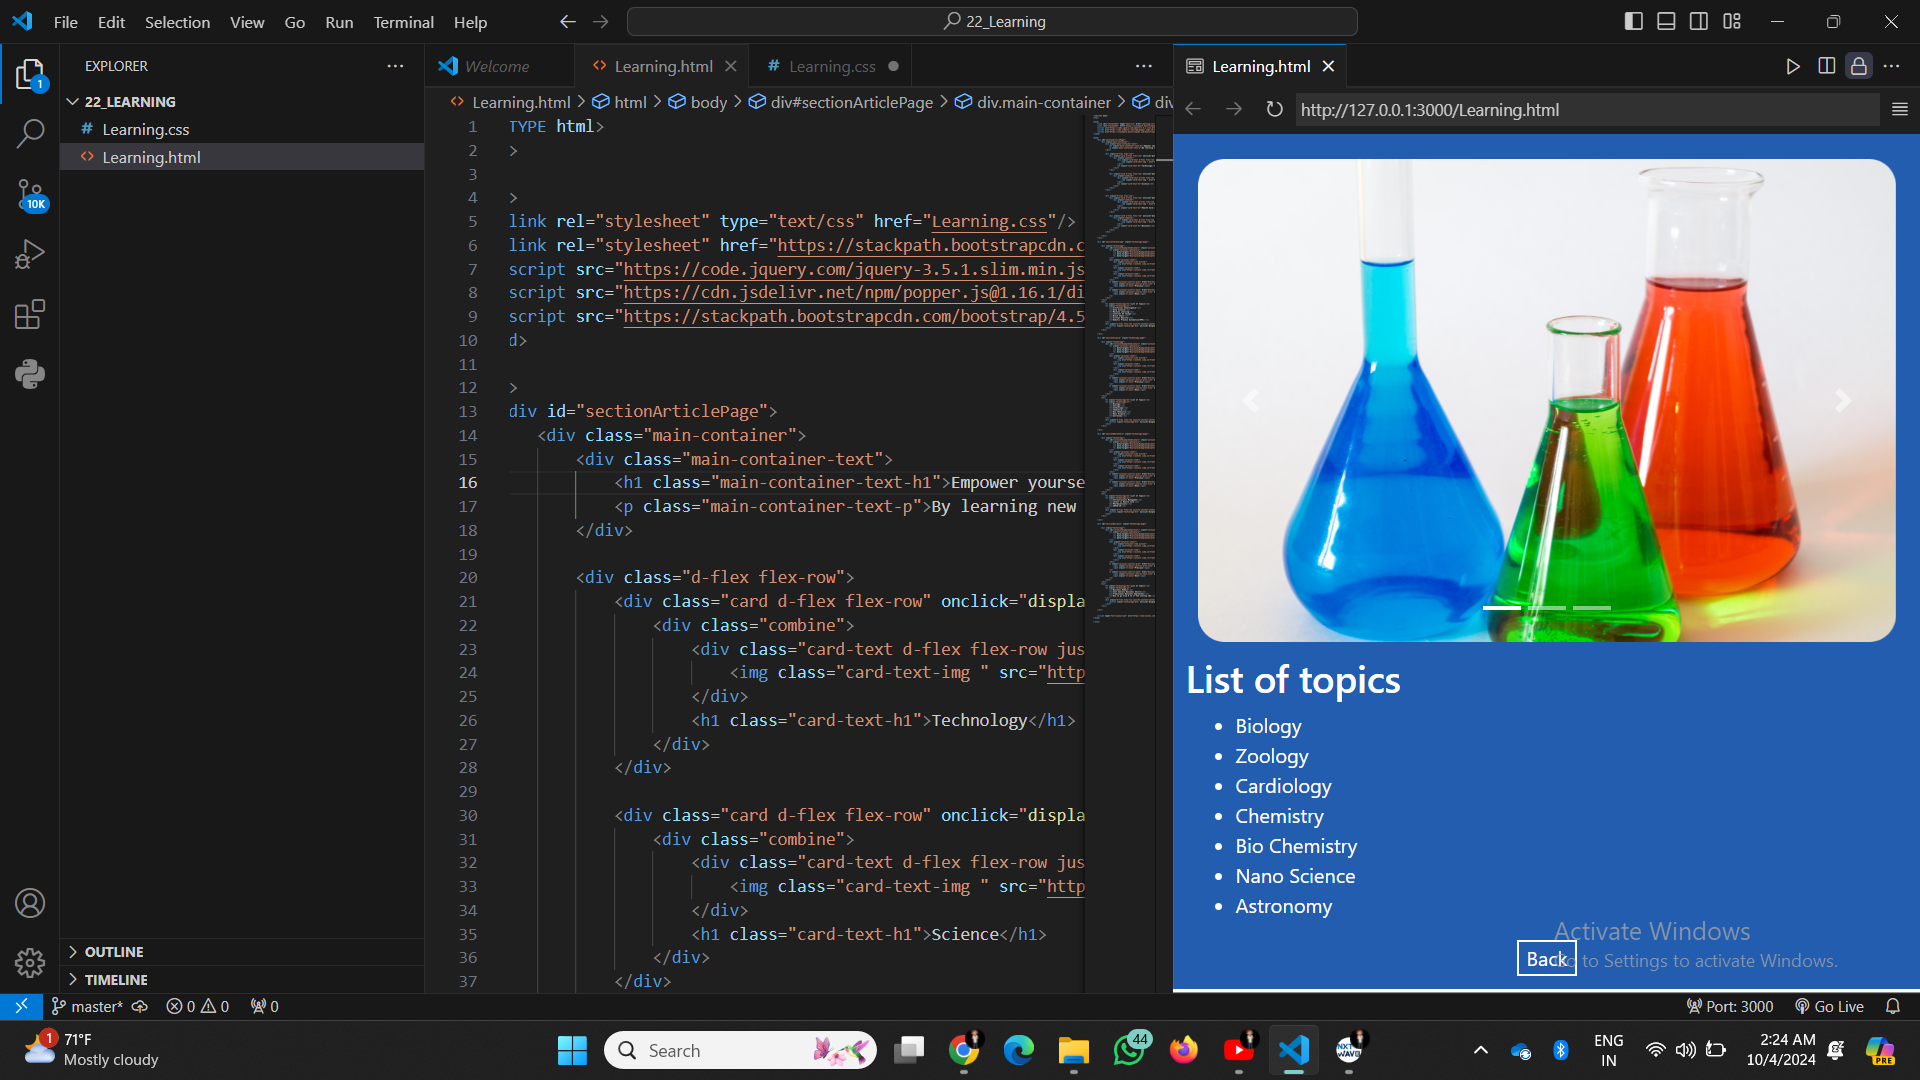 File Edit Selection View Go Run Terminal Help
22_Learning
EXPLORER
22_LEARNING
# Learning.css
<> Learning.html
1
10K
OUTLINE
TIMELINE
Welcome
<> Learning.html
# Learning.css
<> Learning.html > html > body > div#sectionArticlePage > div.main-container > div
1 TYPE html>
2 >
3
4 >
5 link rel="stylesheet" type="text/css" href="Learning.css"/>
6 link rel="stylesheet" href="https://stackpath.bootstrapcdn.c
7 script src="https://code.jquery.com/jquery-3.5.1.slim.min.js
8 script src="https://cdn.jsdelivr.net/npm/popper.js@1.16.1/di
9 script src="https://stackpath.bootstrapcdn.com/bootstrap/4.5
10 d>
11
12 >
13 div id="sectionArticlePage">
14 <div class="main-container">
15 <div class="main-container-text">
16 <h1 class="main-container-text-h1">Empower yourse
17 <p class="main-container-text-p">By learning new
18 </div>
19
20 <div class="d-flex flex-row">
21 <div class="card d-flex flex-row" onclick="displa
22 <div class="combine">
23 <div class="card-text d-flex flex-row jus
24 <img class="card-text-img " src="http
25 </div>
26 <h1 class="card-text-h1">Technology</h1>
27 </div>
28 </div>
29
30 <div class="card d-flex flex-row" onclick="displa
31 <div class="combine">
32 <div class="card-text d-flex flex-row jus
33 <img class="card-text-img " src="http
34 </div>
35 <h1 class="card-text-h1">Science</h1>
36 </div>
37 </div>
Learning.html
http://127.0.0.1:3000/Learning.html
List of topics
• Biology
• Zoology
• Cardiology
• Chemistry
• Bio Chemistry
• Nano Science
• Astronomy
Back
Activate Windows
Go to Settings to activate Windows.
master* 0 0 0
Port: 3000 Go Live
1
71°F
Mostly cloudy
Search
44
NXT
WAVE
ENG
IN
2:24 AM
10/4/2024
PRE